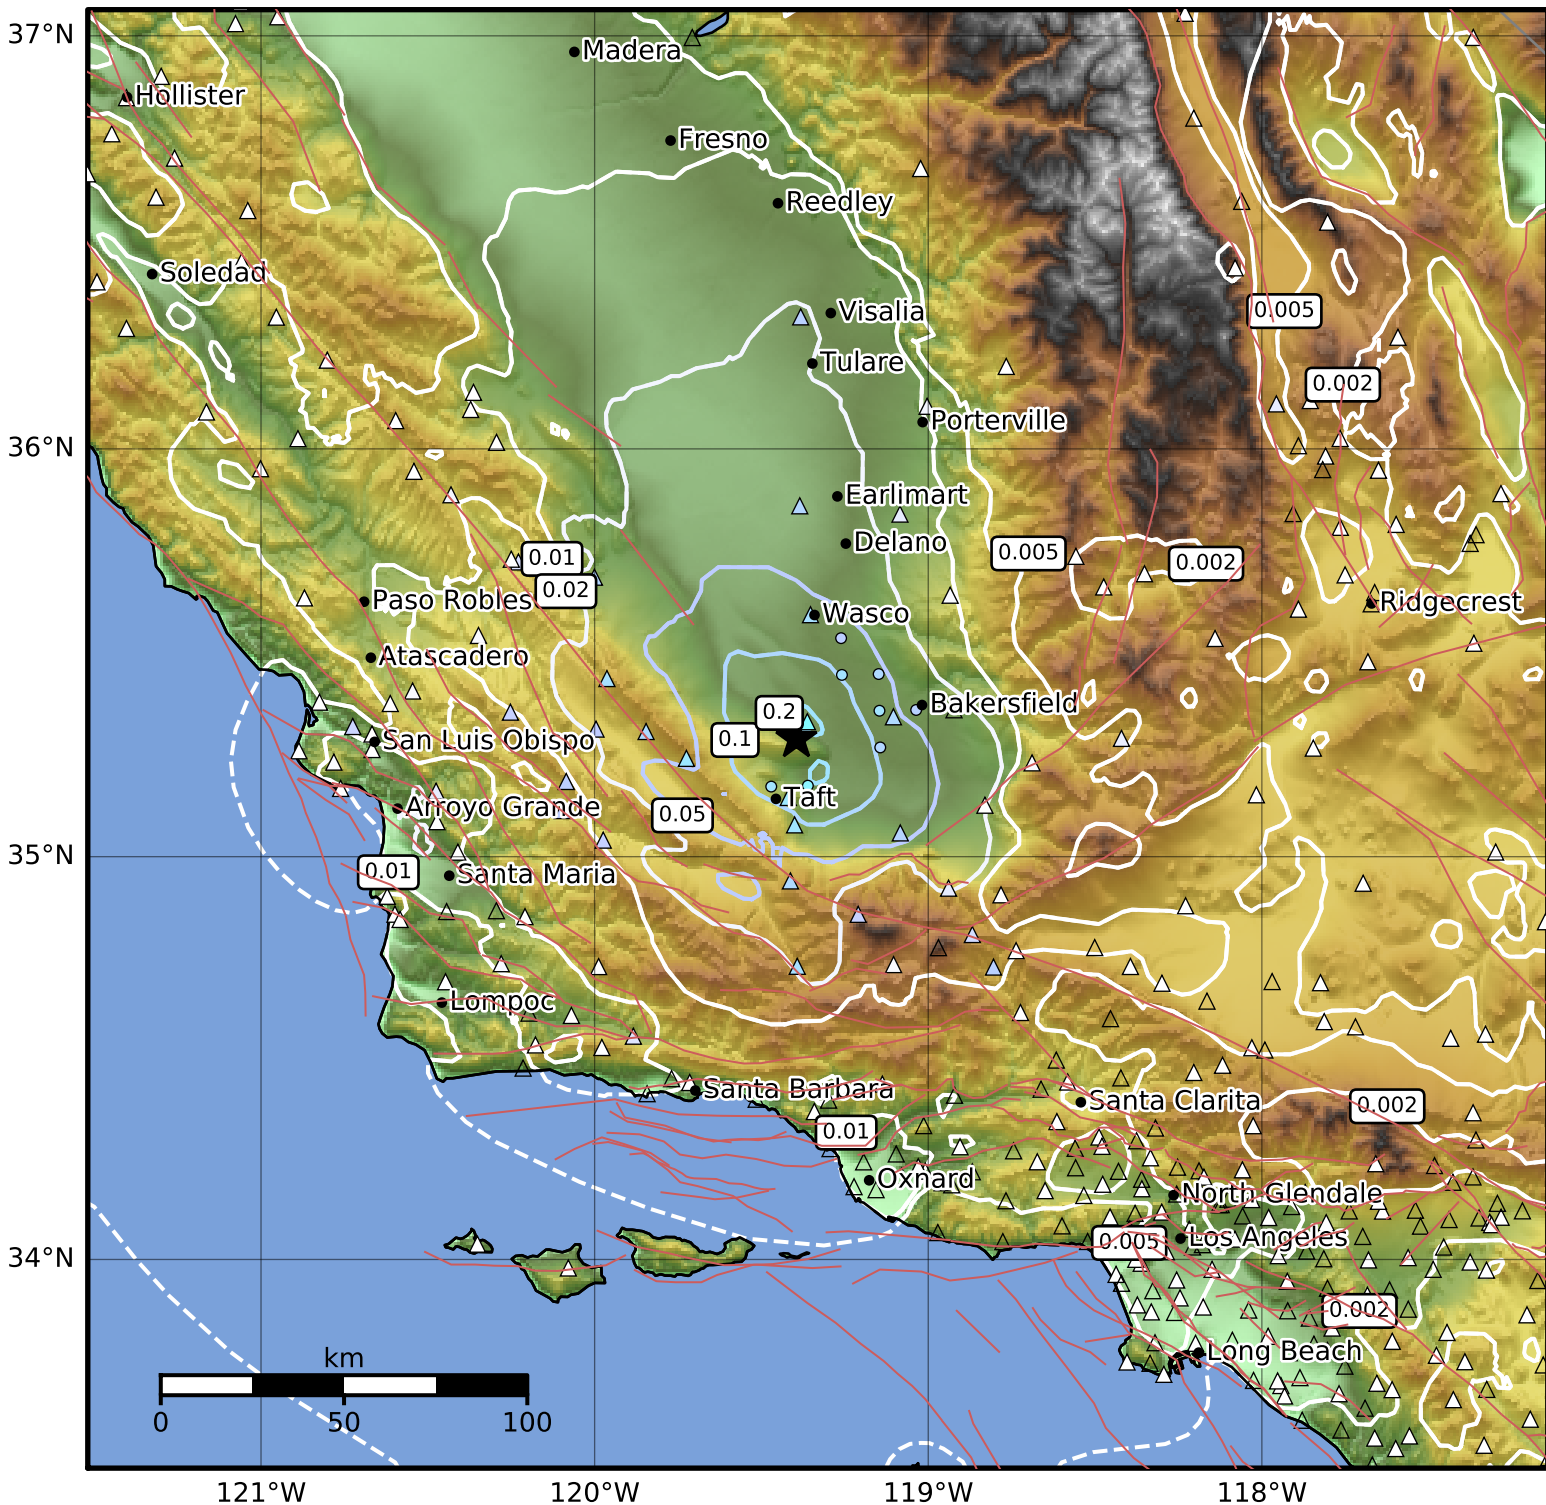 37°N
Madera
Hollister
Fresno
Reedley
Soledad
Visalia
0.005
Tulare
0.002
Porterville
36°N
Earlimart
Delano
0.01
0.005
0.002
0.02
Paso Robles
Wasco
Ridgecrest
Atascadero
Bakersfield
0.2
San Luis Obispo
0.1
Taft
Arroyo Grande
0.05
35°N
0.01
Santa Maria
Lompoc
Santa Barbara
Santa Clarita
0.002
0.01
Oxnard
North Glendale
Los Angeles
0.005
34°N
0.002
Long Beach
km
0 50 100
121°W 120°W 119°W 118°W